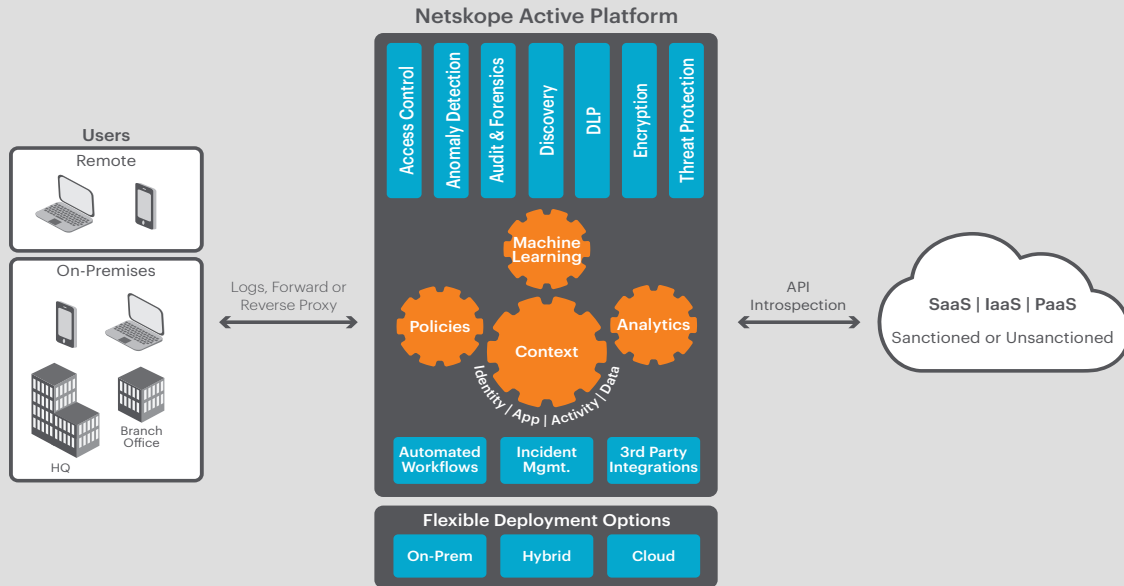 Netskope Active Platform
Access Control
Anomaly Detection
Audit & Forensics
Discovery
DLP
Encryption
Threat Protection
Users
Remote
On-Premises
HQ
Branch
Office
Logs, Forward or
Reverse Proxy
Machine
Learning
Policies
Context
Analytics
Identity | App | Activity | Data
Automated
Workflows
Incident
Mgmt.
3rd Party
Integrations
Flexible Deployment Options
On-Prem
Hybrid
Cloud
API
Introspection
SaaS | IaaS | PaaS
Sanctioned or Unsanctioned